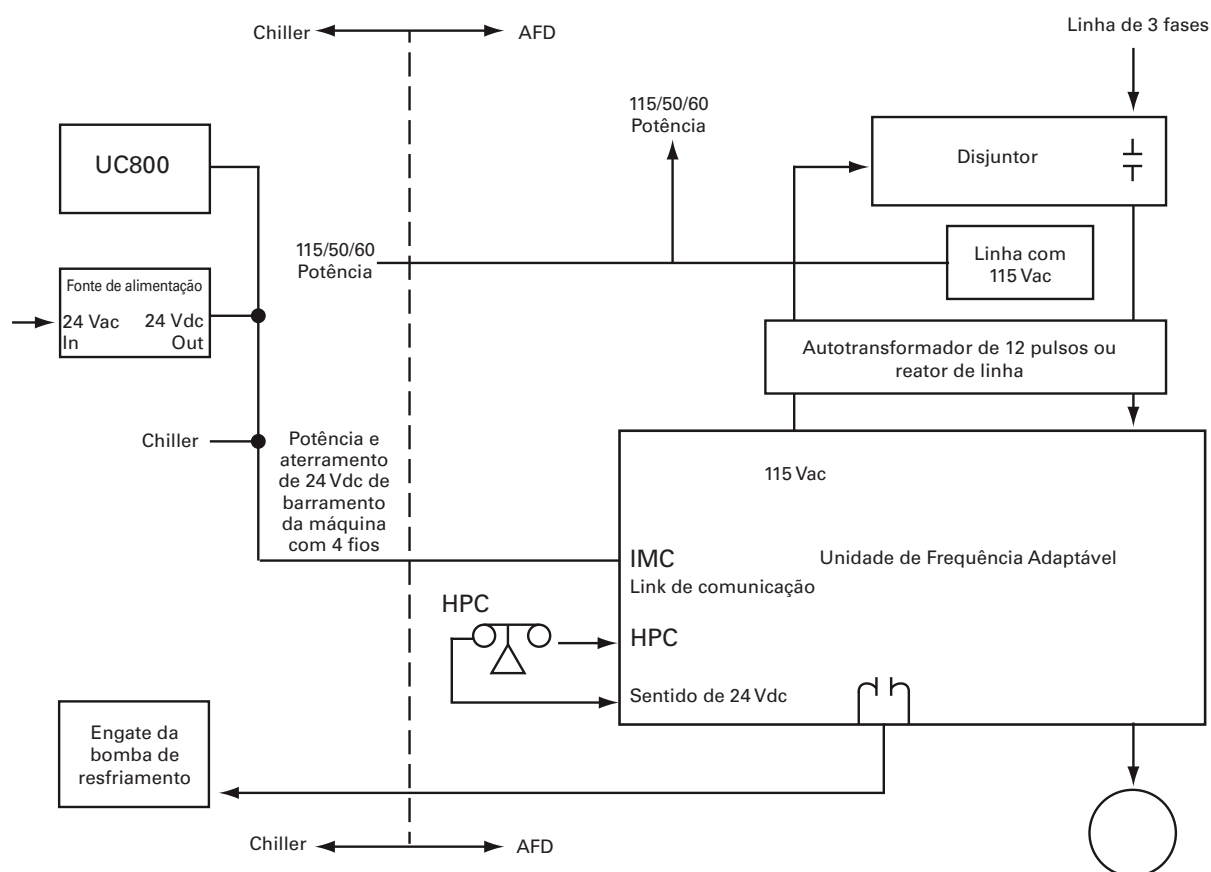 Chiller
AFD
Linha de 3 fases
115/50/60
Potência
UC800
Disjuntor
115/50/60
Potência
Linha com
115 Vac
Fonte de alimentação
24 Vac
In
24 Vdc
Out
Autotransformador de 12 pulsos ou
reator de linha
Chiller
Potência e
aterramento
de 24 Vdc de
barramento
da máquina
com 4 fios
115 Vac
IMC
Link de comunicação
Unidade de Frequência Adaptável
HPC
HPC
Sentido de 24 Vdc
Engate da
bomba de
resfriamento
Chiller
AFD